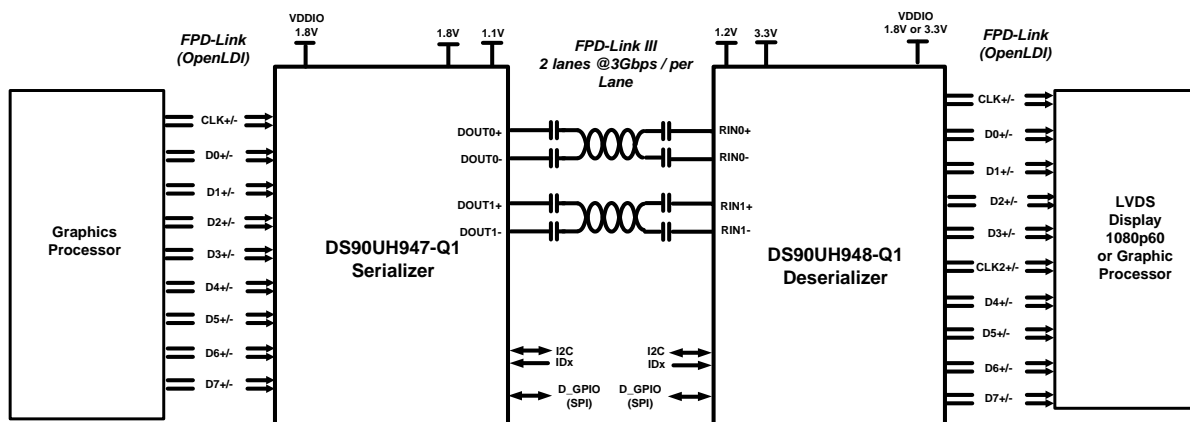 VDDIO
1.8V
1.8V
1.1V
FPD-Link
(OpenLDI)
FPD-Link III
2 lanes @3Gbps / per
Lane
1.2V
3.3V
VDDIO
1.8V or 3.3V
FPD-Link
(OpenLDI)
Graphics
Processor
CLK+/-
D0+/-
D1+/-
D2+/-
D3+/-
D4+/-
D5+/-
D6+/-
D7+/-
DS90UH947-Q1
Serializer
DOUT0+
DOUT0-
DOUT1+
DOUT1-
I2C
IDx
D_GPIO
(SPI)
RIN0+
RIN0-
RIN1+
RIN1-
I2C
IDx
D_GPIO
(SPI)
DS90UH948-Q1
Deserializer
CLK+/-
D0+/-
D1+/-
D2+/-
D3+/-
CLK2+/-
D4+/-
D5+/-
D6+/-
D7+/-
LVDS
Display
1080p60
or Graphic
Processor